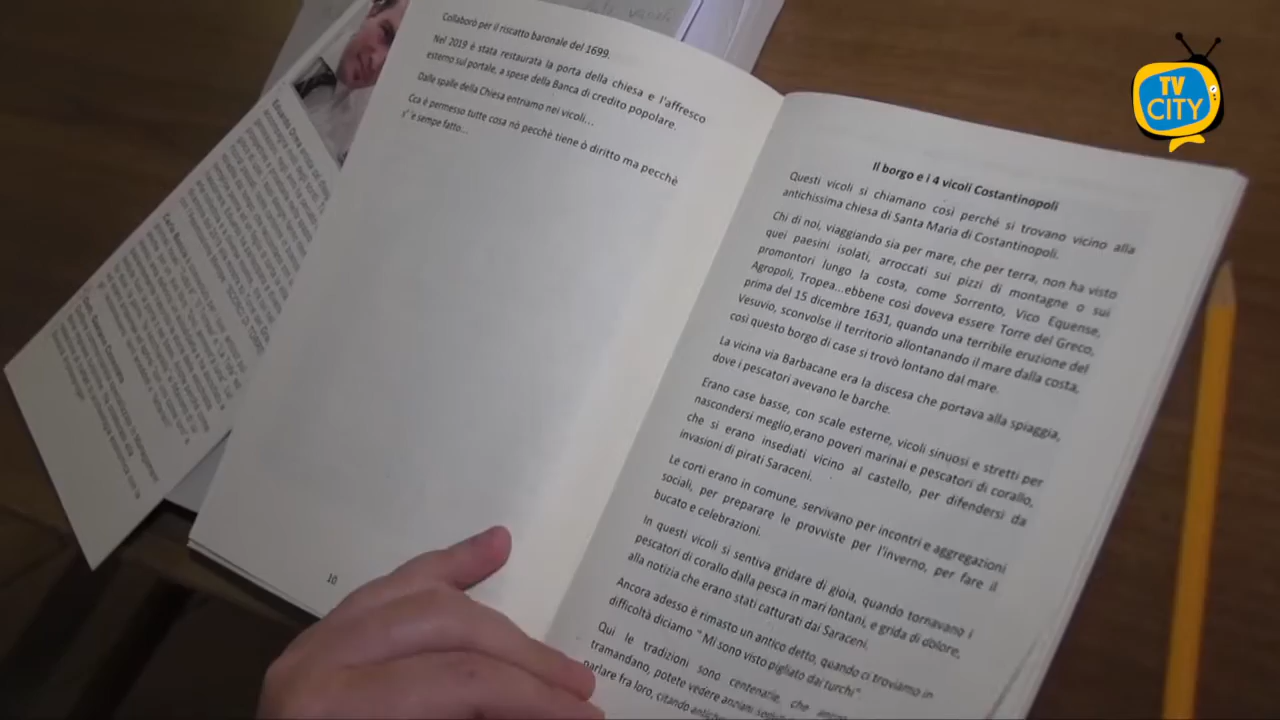 Collaborò per il riscatto baronale del 1699.
Nel 2019 è stata restaurata la porta della chiesa e l'affresco
esterno sul portale, a spese della Banca di credito popolare.
Dalle spalle della Chiesa entriamo nei vicoli...
Cca è permesso tutte cosa nò pecchè tiene ò diritto ma pecchè
s' 'e sempe fatto...
10
Il borgo e i 4 vicoli Costantinopoli
Questi vicoli si chiamano così perché si trovano vicino alla
antichissima chiesa di Santa Maria di Costantinopoli.
Chi di noi, viaggiando sia per mare, che per terra, non ha visto
quei paesini isolati, arroccati sui pizzi di montagne o sui
promontori lungo la costa, come Sorrento, Vico Equense,
Agropoli, Tropea...ebbene così doveva essere Torre del Greco,
prima del 15 dicembre 1631, quando una terribile eruzione del
Vesuvio, sconvolse il territorio allontanando il mare dalla costa,
così questo borgo di case si trovò lontano dal mare.
La vicina via Barbacane era la discesa che portava alla spiaggia,
dove i pescatori avevano le barche.
Erano case basse, con scale esterne, vicoli sinuosi e stretti per
nascondersi meglio,erano poveri marinai e pescatori di corallo,
che si erano insediati vicino al castello, per difendersi da
invasioni di pirati Saraceni.
Le corti erano in comune, servivano per incontri e aggregazioni
sociali, per preparare le provviste per l'inverno, per fare il
bucato e celebrazioni.
In questi vicoli si sentiva gridare di gioia, quando tornavano i
pescatori di corallo dalla pesca in mari lontani, e grida di dolore,
alla notizia che erano stati catturati dai Saraceni.
Ancora adesso è rimasto un antico detto, quando ci troviamo in
difficoltà diciamo " Mi sono visto pigliato dai turchi"
Qui le tradizioni sono centenarie, che
tramandano, potete vedere anziani
parlare fra loro, citando
TV
CITY